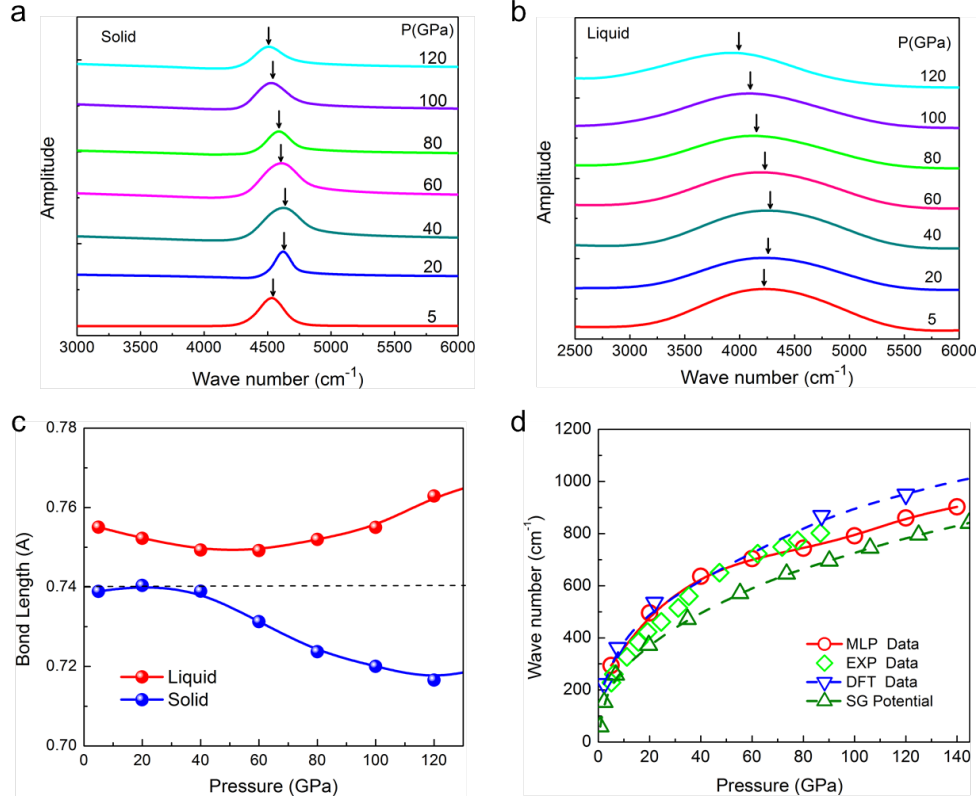 a
Solid
P(GPa)
120
100
80
60
40
20
5
Amplitude
3000 3500 4000 4500 5000 5500 6000
Wave number (cm⁻¹)
b
Liquid
P(GPa)
120
100
80
60
40
20
5
Amplitude
2500 3000 3500 4000 4500 5000 5500 6000
Wave number (cm⁻¹)
c
0.78
0.76
0.74
0.72
0.70
Bond Length (A)
Liquid
Solid
0 20 40 60 80 100 120
Pressure (GPa)
d
1200
1000
800
600
400
200
0
Wave number (cm⁻¹)
MLP Data
EXP Data
DFT Data
SG Potential
0 20 40 60 80 100 120 140
Pressure (GPa)